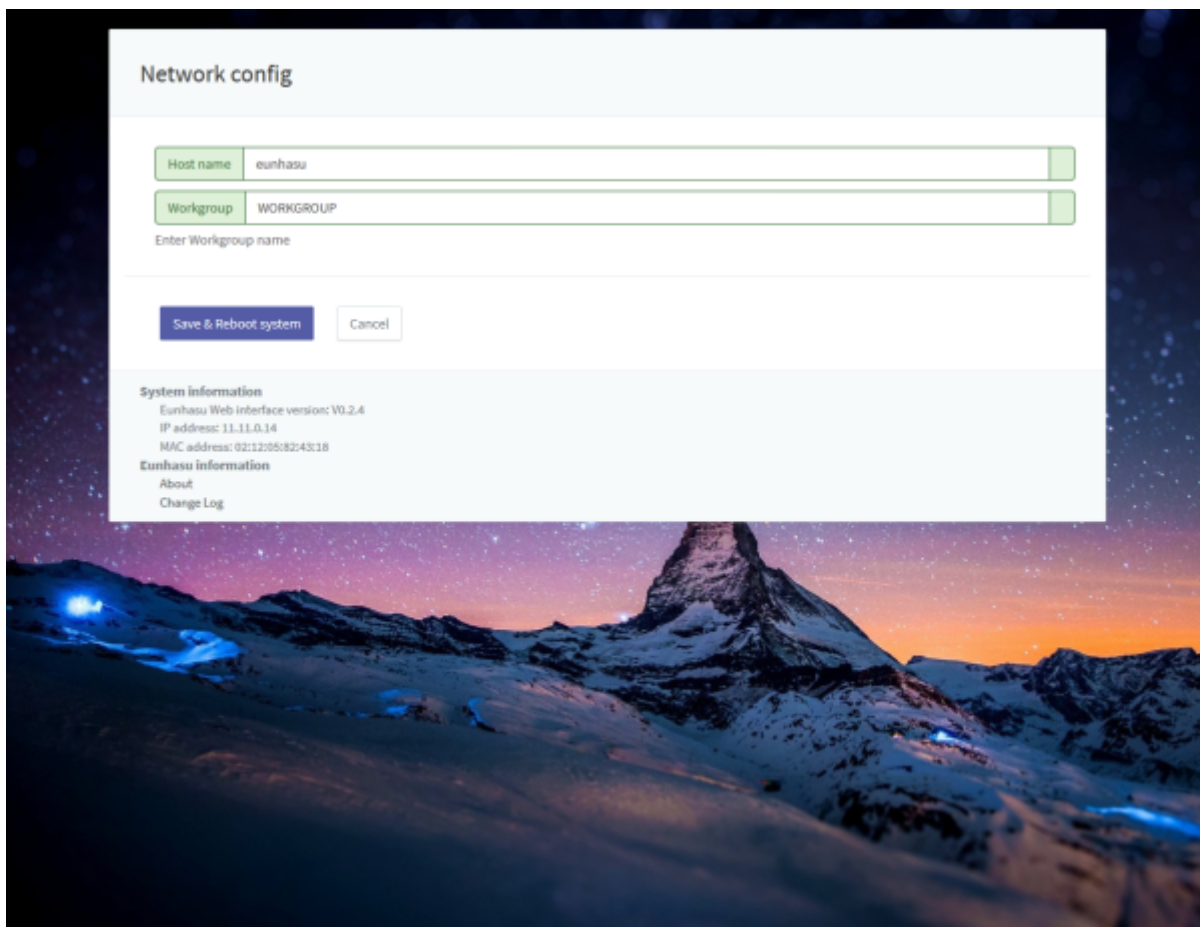 Network config
Host name eunhasu
Workgroup WORKGROUP
Enter Workgroup name
Save & Reboot system Cancel
System information
Eunhasu Web interface version: V0.2.4
IP address: 11.11.0.14
MAC address: 02:12:05:82:43:18
Eunhasu information
About
Change Log